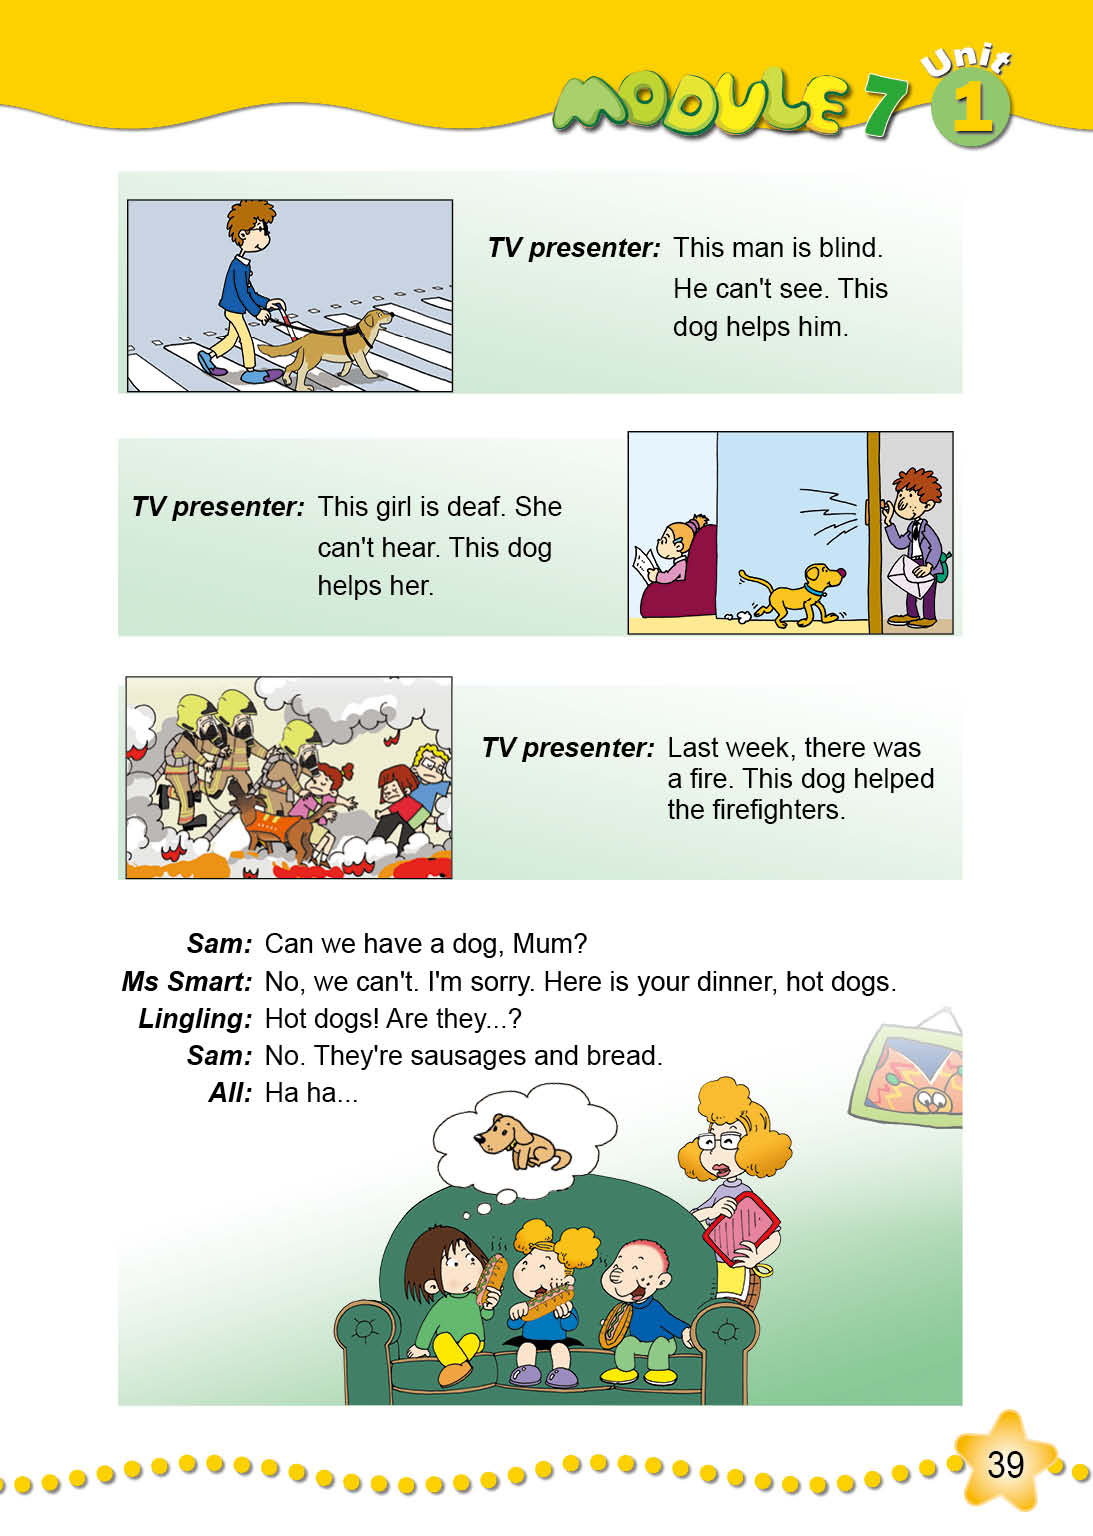 MODULE 7 Unit 1
TV presenter: This man is blind.
He can't see. This
dog helps him.
TV presenter: This girl is deaf. She
can't hear. This dog
helps her.
TV presenter: Last week, there was
a fire. This dog helped
the firefighters.
Sam: Can we have a dog, Mum?
Ms Smart: No, we can't. I'm sorry. Here is your dinner, hot dogs.
Lingling: Hot dogs! Are they...?
Sam: No. They're sausages and bread.
All: Ha ha...
39